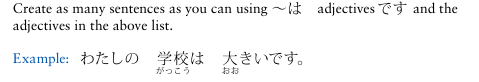 Create as many sentences as you can using 〜は　adjectivesです and the
adjectives in the above list.
Example: わたしの　学校は　大きいです。
がっこう　おお